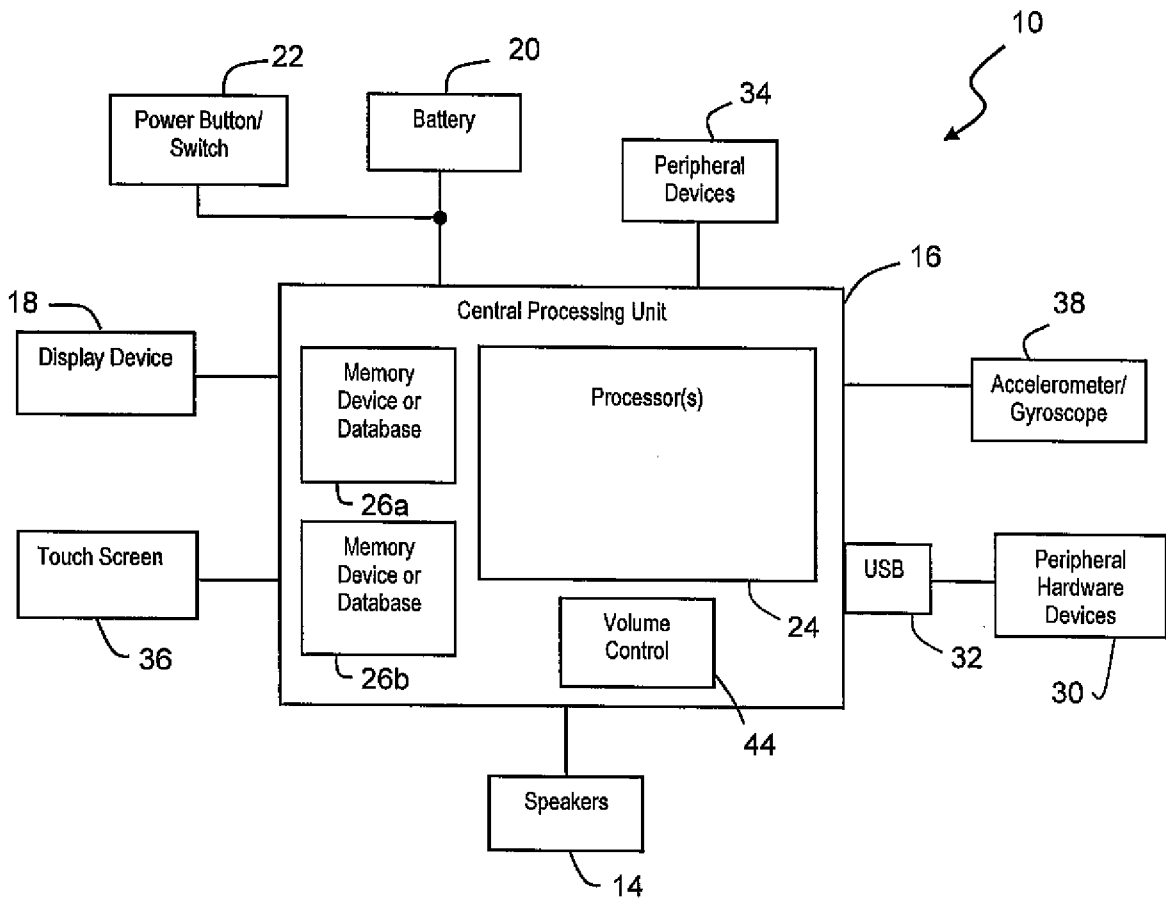 10
22
20
34
Power Button/
Switch
Battery
Peripheral
Devices
16
18
Central Processing Unit
38
Display Device
Memory
Device or
Database
Processor(s)
Accelerometer/
Gyroscope
26a
Touch Screen
Memory
Device or
Database
USB
Peripheral
Hardware
Devices
24
Volume
Control
36
26b
32
30
44
Speakers
14